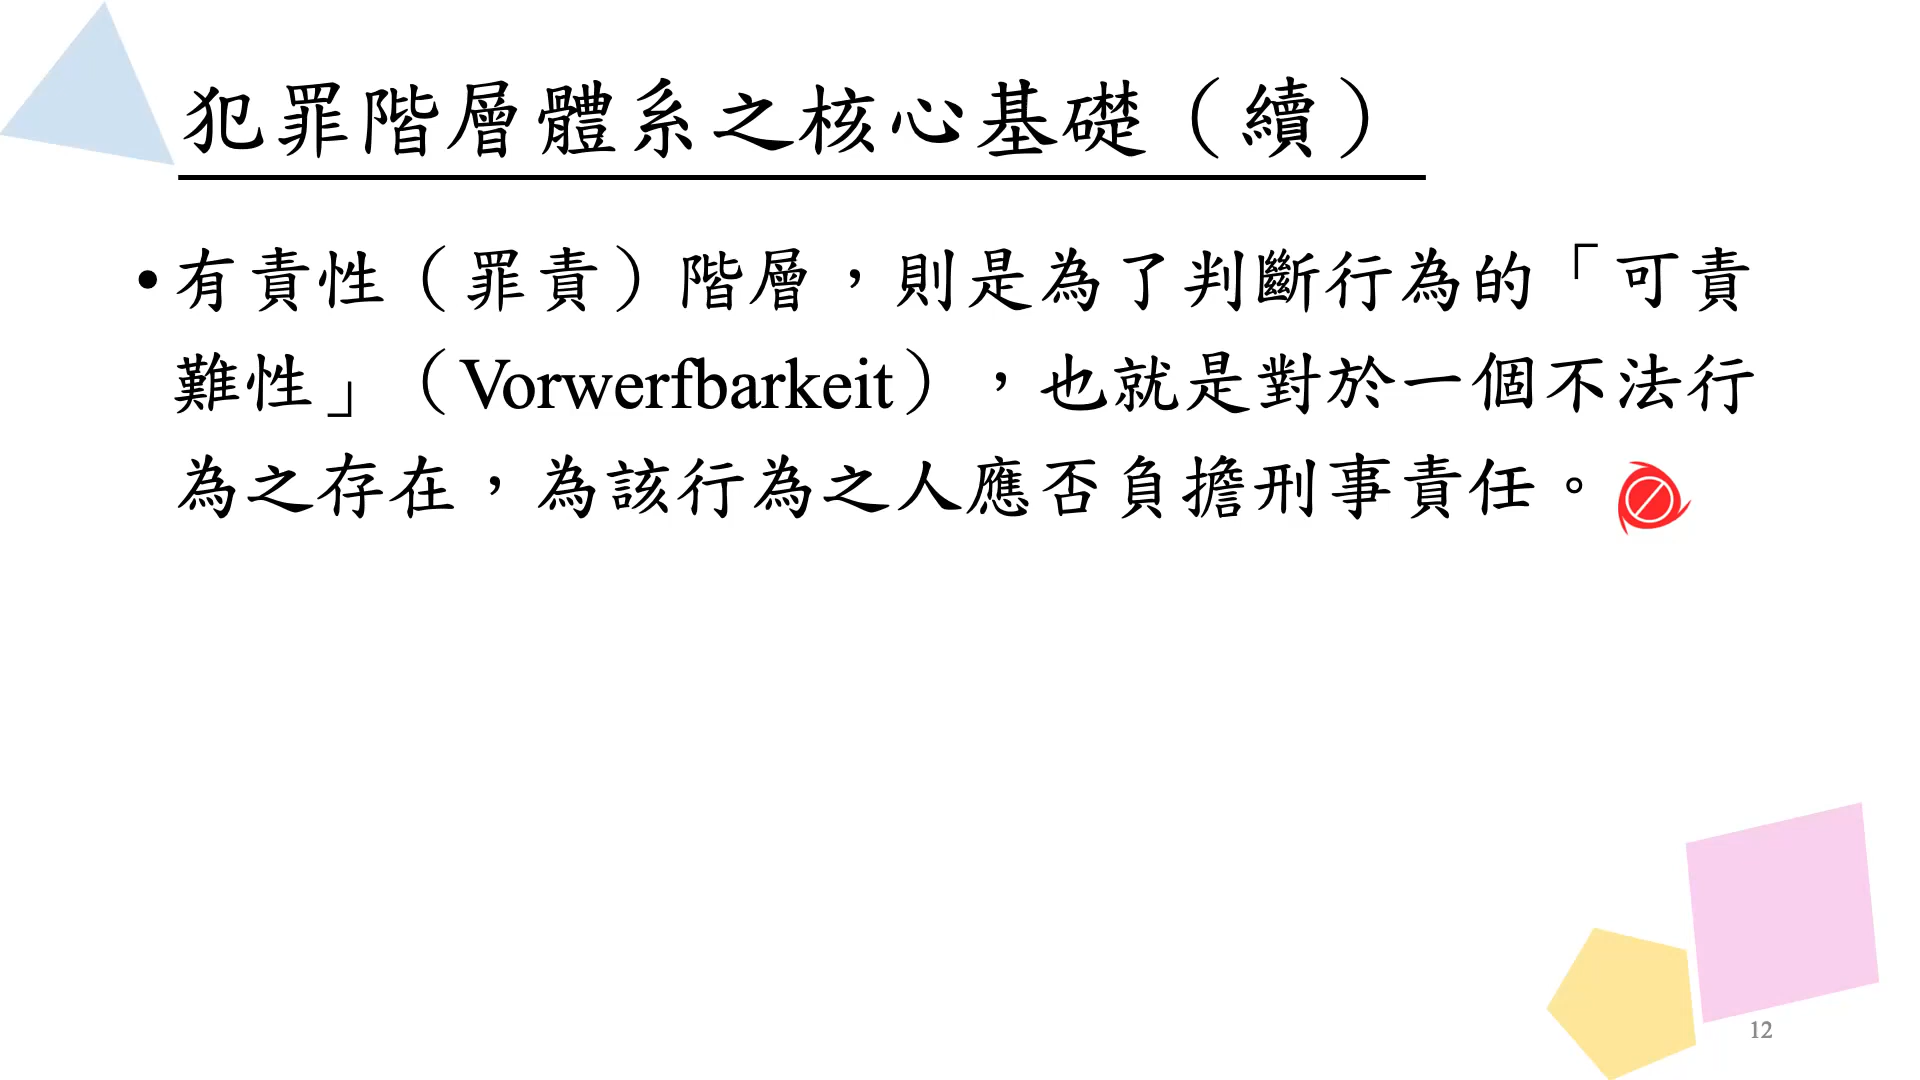 犯罪階層體系之核心基礎（續）
•有責性（罪責）階層，則是為了判斷行為的「可責
難性」（Vorwerfbarkeit），也就是對於一個不法行
為之存在，為該行為之人應否負擔刑事責任。
12